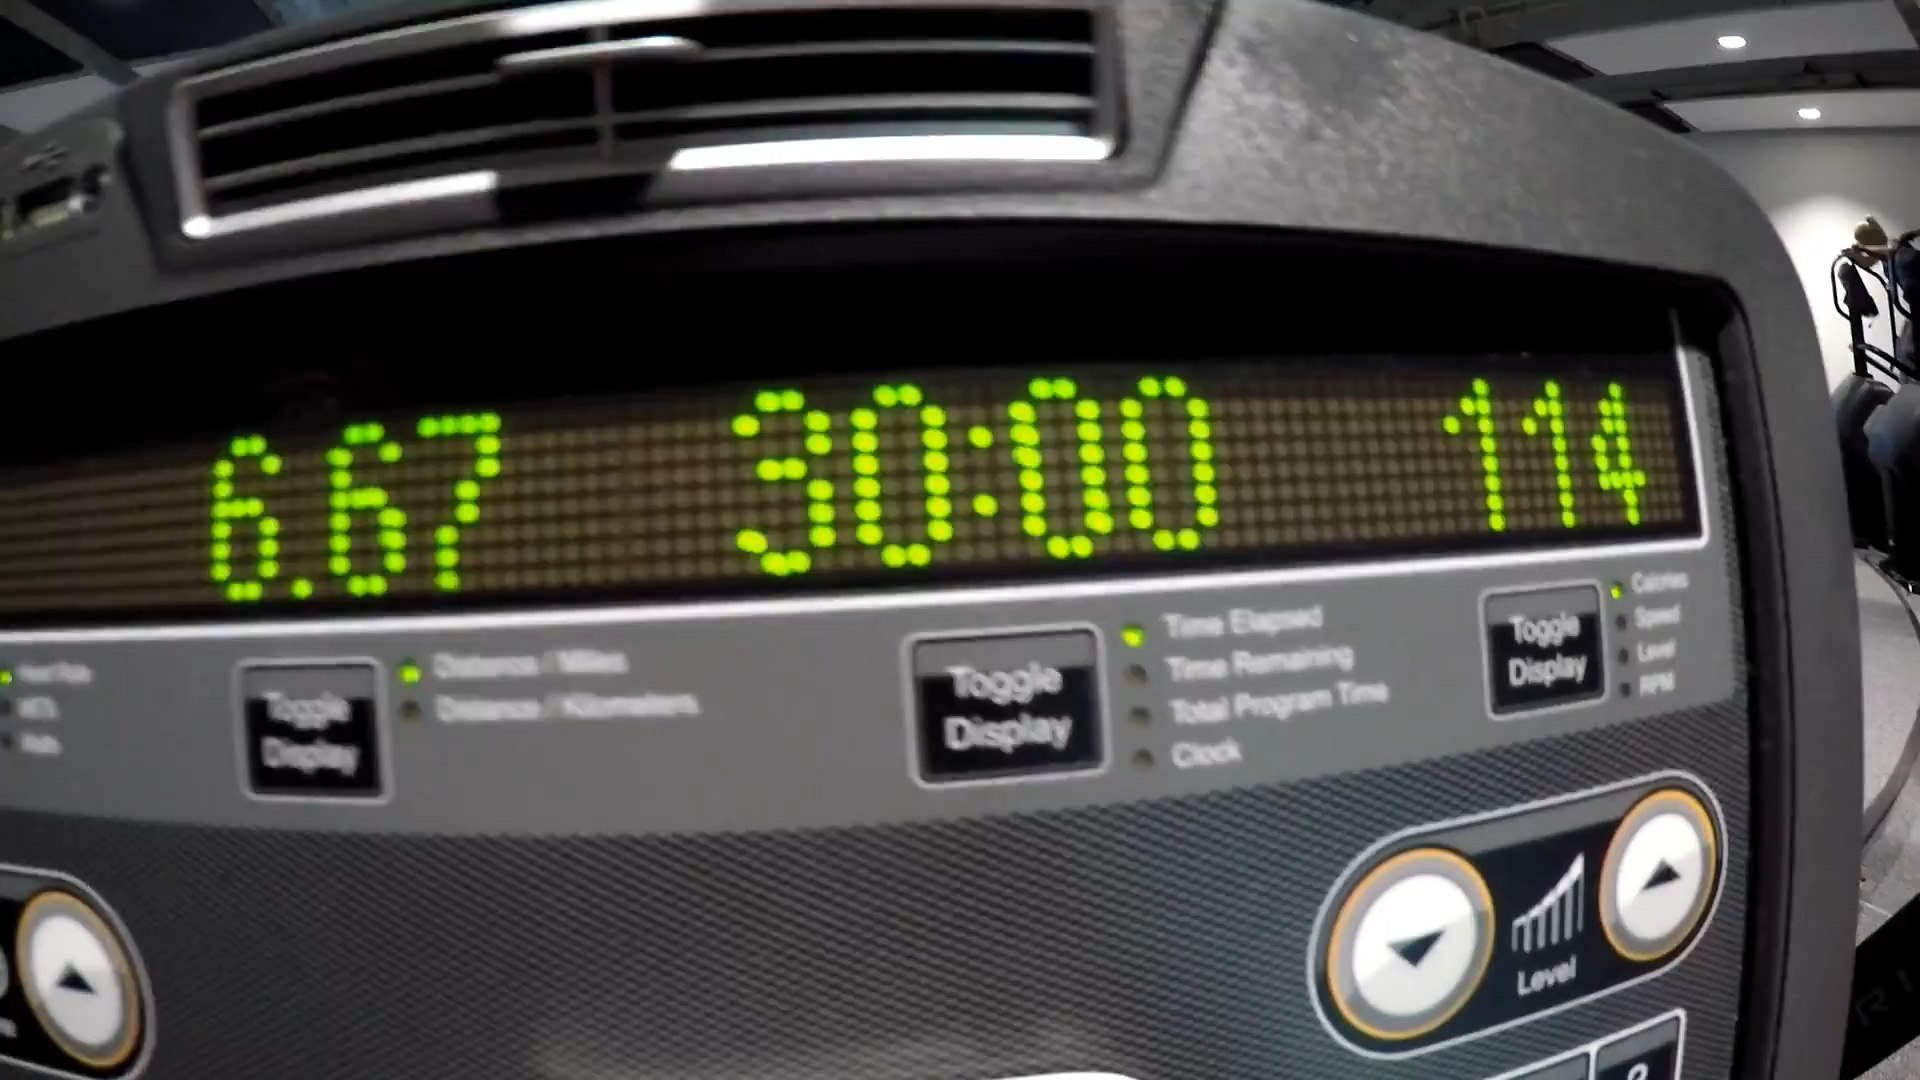 6.67 30:00 114
Toggle
Display
Distance / Miles
Distance / Kilometers
Toggle
Display
Time Elapsed
Time Remaining
Total Program Time
Clock
Toggle
Display
Calories
Speed
Level
RPM
Level
2